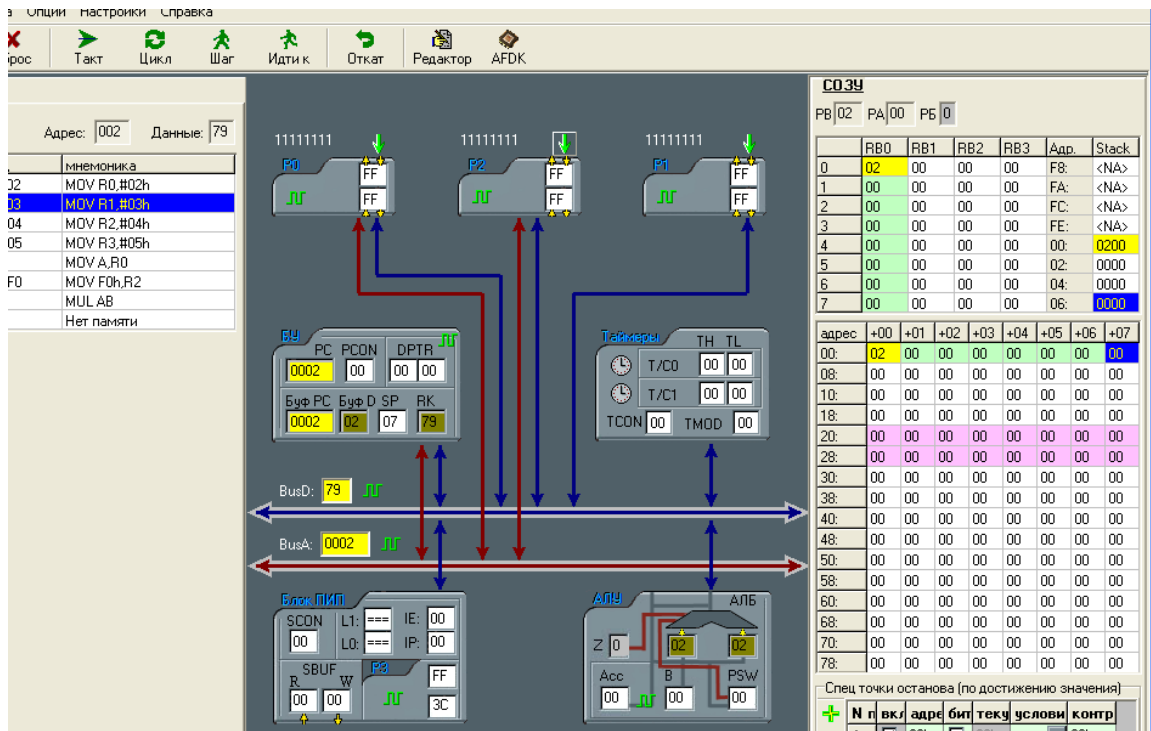 Опции Настройки Справка
Такт Цикл Шаг Идти к Откат Редактор AFDK
СОЗУ
РВ 02 РА 00 РБ 0
Адрес: 002 Данные: 79
мнемоника
02 MOV R0,#02h
03 MOV R1,#03h
04 MOV R2,#04h
05 MOV R3,#05h
MOV A,R0
F0 MOV F0h,R2
MUL AB
Нет памяти
11111111 11111111 11111111
P0 FF FF
P2 FF FF
P1 FF FF
БУ
PC PCON DPTR
0002 00 00 00
Буф PC Буф D SP RK
0002 02 07 79
Таймеры TH TL
T/C0 00 00
T/C1 00 00
TCON 00 TMOD 00
BusD: 79
BusA: 0002
Блок ПИП
SCON L1: === IE: 00
00 L0: === IP: 00
SBUF P3 FF
R W
00 00 3C
АЛУ АЛБ
Z 0 02 02
Acc B PSW
00 00 00
RB0 RB1 RB2 RB3 Адр. Stack
0 02 00 00 00 F8: <NA>
1 00 00 00 00 FA: <NA>
2 00 00 00 00 FC: <NA>
3 00 00 00 00 FE: <NA>
4 00 00 00 00 00: 0200
5 00 00 00 00 02: 0000
6 00 00 00 00 04: 0000
7 00 00 00 00 06: 0000
адрес +00 +01 +02 +03 +04 +05 +06 +07
00: 02 00 00 00 00 00 00 00
08: 00 00 00 00 00 00 00 00
10: 00 00 00 00 00 00 00 00
18: 00 00 00 00 00 00 00 00
20: 00 00 00 00 00 00 00 00
28: 00 00 00 00 00 00 00 00
30: 00 00 00 00 00 00 00 00
38: 00 00 00 00 00 00 00 00
40: 00 00 00 00 00 00 00 00
48: 00 00 00 00 00 00 00 00
50: 00 00 00 00 00 00 00 00
58: 00 00 00 00 00 00 00 00
60: 00 00 00 00 00 00 00 00
68: 00 00 00 00 00 00 00 00
70: 00 00 00 00 00 00 00 00
78: 00 00 00 00 00 00 00 00
Спец точки останова (по достижению значения)
N п вкл адре бит теку услови контр